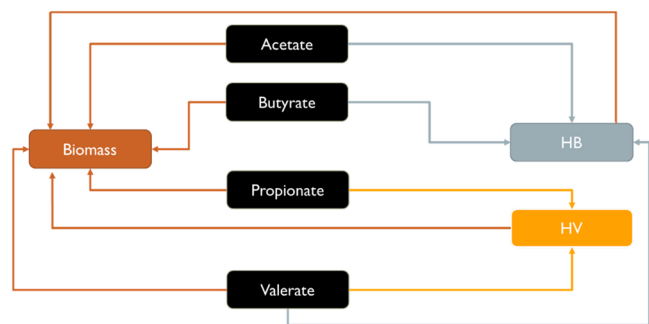 Acetate
Butyrate
Biomass
HB
Propionate
HV
Valerate